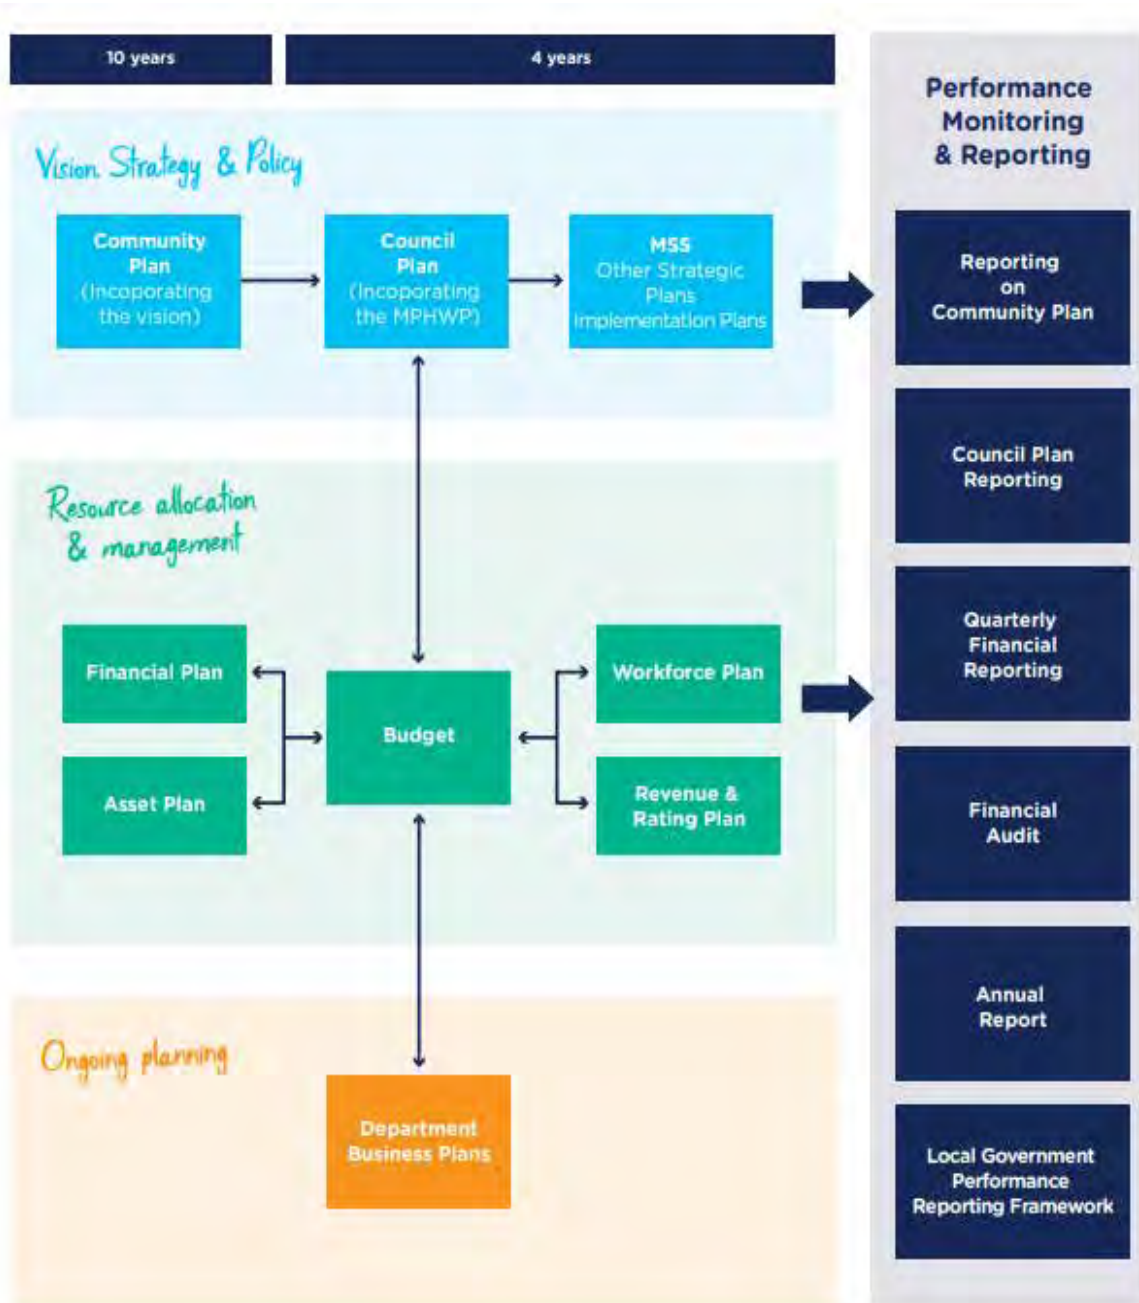 10 years
4 years
Vision Strategy & Policy
Community
Plan
(Incoporating
the vision)
Council
Plan
(Incoporating
the MPHWP)
MSS
Other Strategic
Plans
Implementation Plans
Resource allocation
& management
Financial Plan
Asset Plan
Budget
Workforce Plan
Revenue &
Rating Plan
Ongoing planning
Department
Business Plans
Performance
Monitoring
& Reporting
Reporting
on
Community Plan
Council Plan
Reporting
Quarterly
Financial
Reporting
Financial
Audit
Annual
Report
Local Government
Performance
Reporting Framework